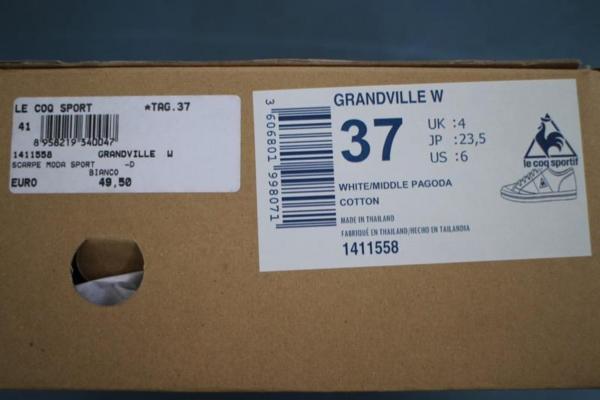 LE COQ SPORT *TAG.37
41
8 958219 540047
1411558 GRANDVILLE W
SCARPE MODA SPORT -D
BIANCO
EURO 49,50
3 606801 998071
GRANDVILLE W
37
UK :4
JP :23,5
US :6
le coq sportif
WHITE/MIDDLE PAGODA
COTTON
MADE IN THAILAND
FABRIQUÉ EN THAILAND/HECHO EN TAILANDIA
1411558